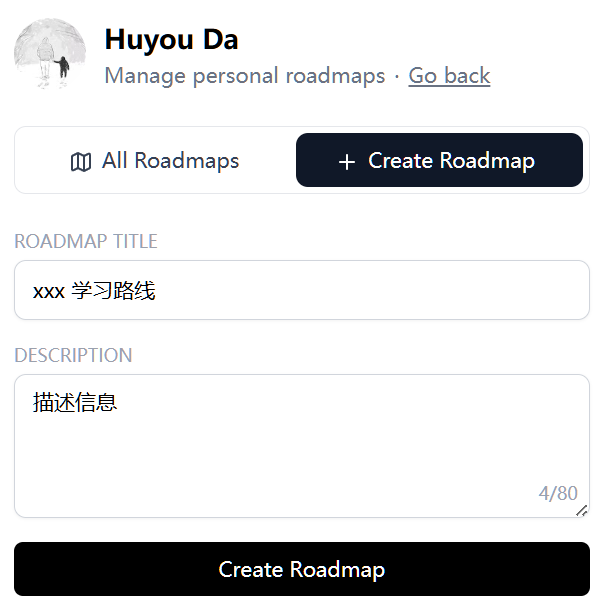 Huyou Da
Manage personal roadmaps · Go back
All Roadmaps
+ Create Roadmap
ROADMAP TITLE
xxx 学习路线
DESCRIPTION
描述信息
4/80
Create Roadmap